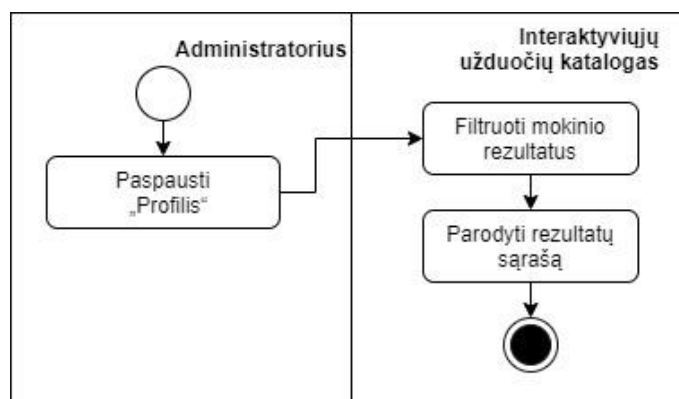 Administratorius
Interaktyviųjų
užduočių katalogas
Paspausti
„Profilis“
Filtruoti mokinio
rezultatus
Parodyti rezultatų
sąrašą